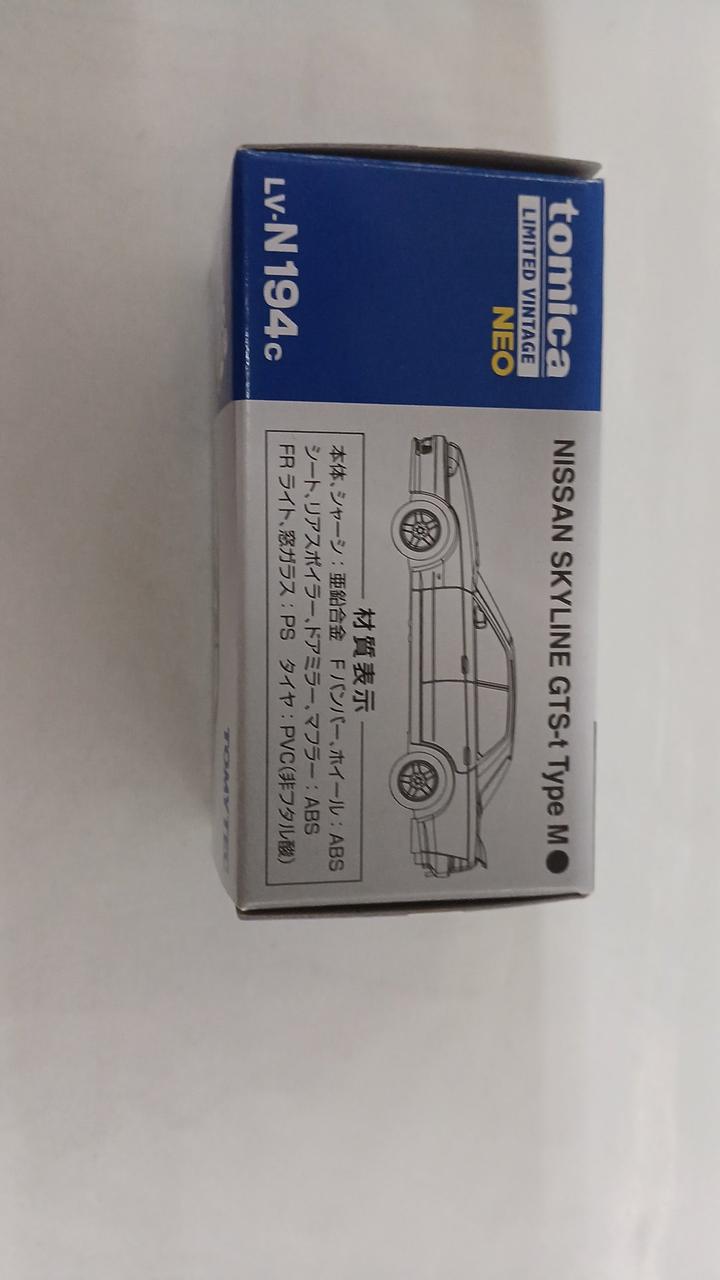 tomica
LIMITED VINTAGE
NEO
LV-N194c
NISSAN SKYLINE GTS-t Type M●
材質表示
本体、シャーシ：亜鉛合金　Fバンパー、ホイール：ABS
シート、リアスポイラー、ドアミラー、マフラー：ABS
FRライト、窓ガラス：PS　タイヤ：PVC(非フタル酸)
TOMYTEC